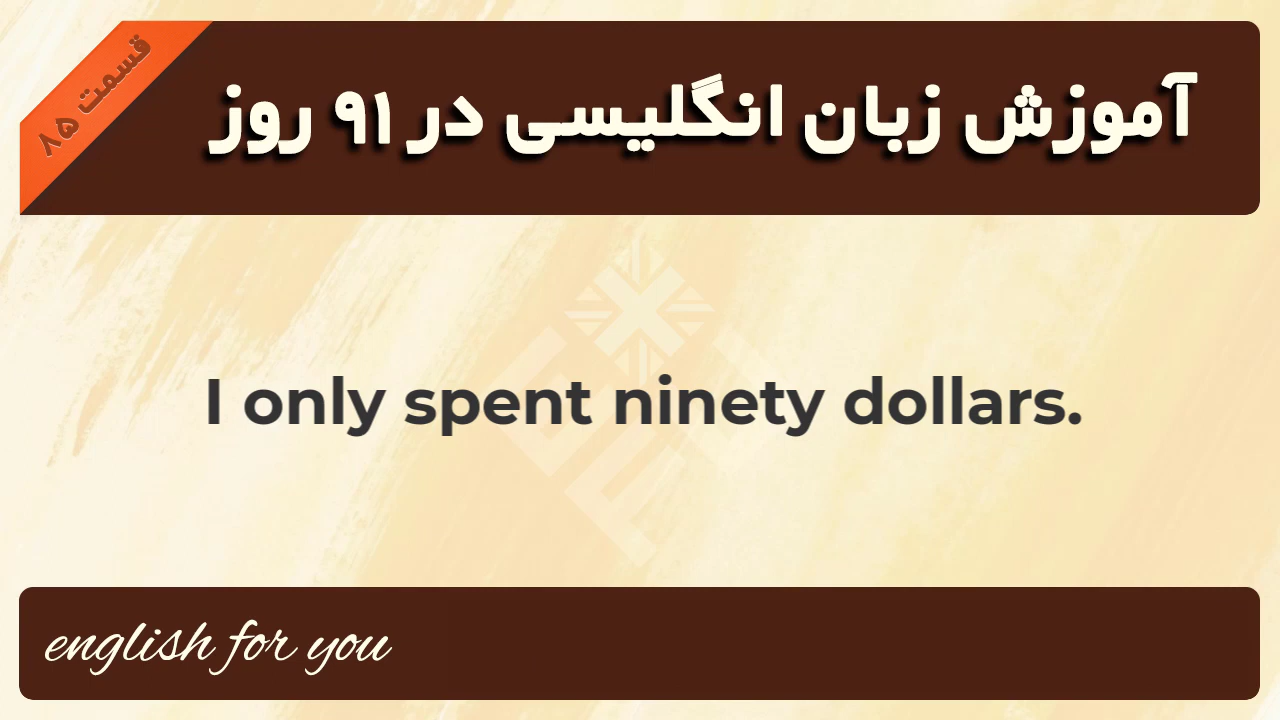 قسمت ۸۵
آموزش زبان انگلیسی در ۹۱ روز
I only spent ninety dollars.
english for you